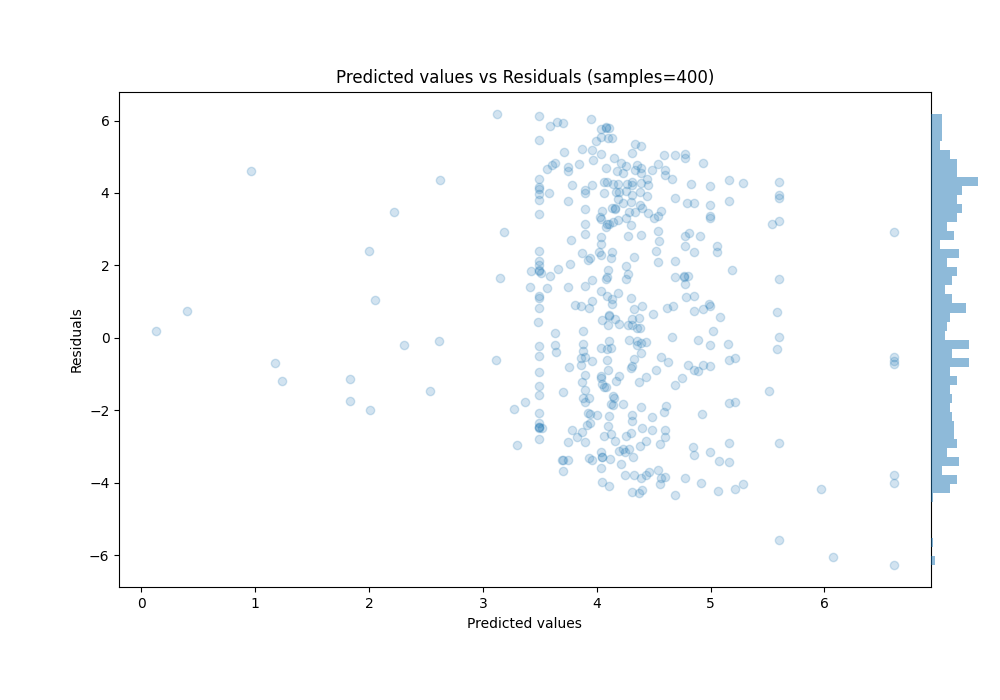 Predicted values vs Residuals (samples=400)
6
4
2
0
−2
−4
−6
Residuals
0 1 2 3 4 5 6
Predicted values